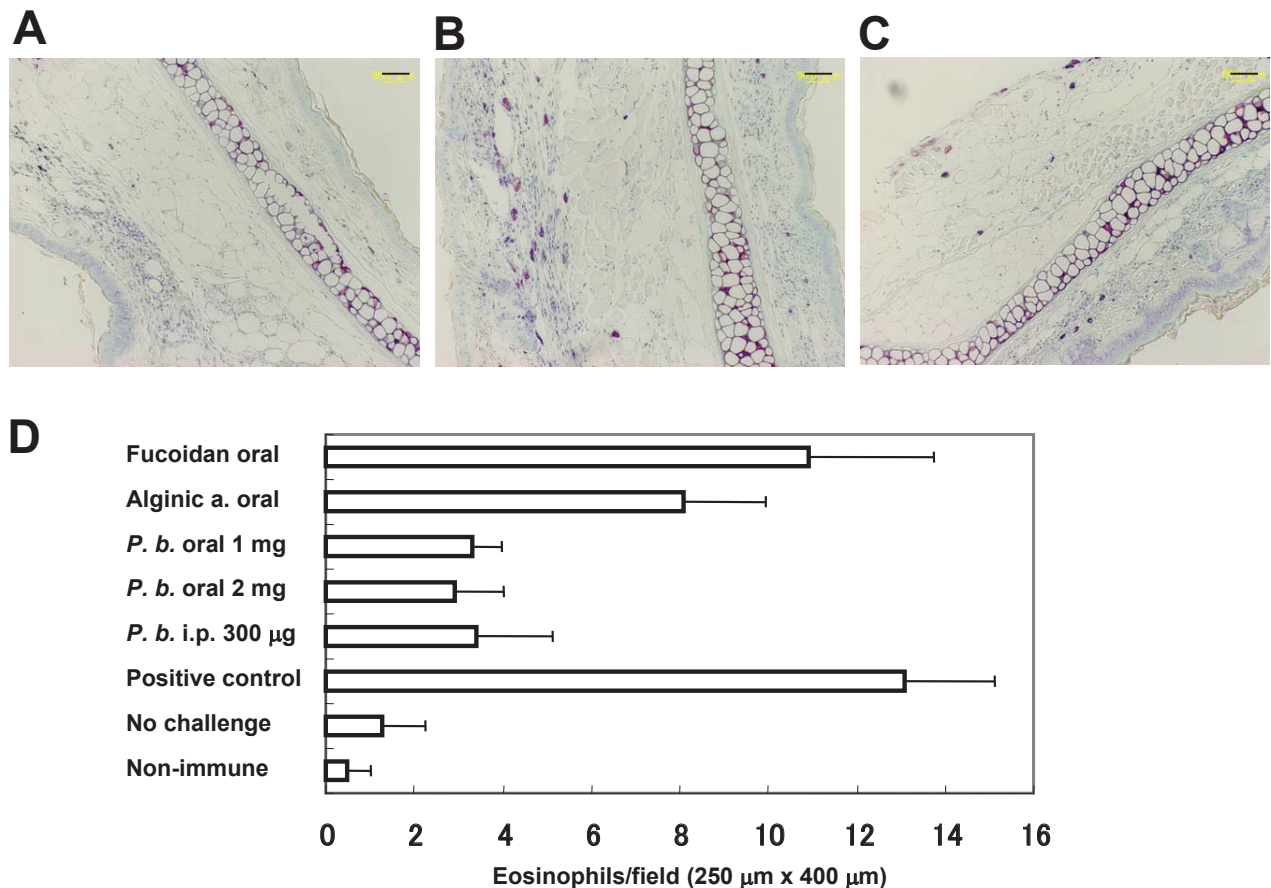 A
B
C
D
Fucoidan oral
Alginic a. oral
P. b. oral 1 mg
P. b. oral 2 mg
P. b. i.p. 300 μg
Positive control
No challenge
Non-immune
0 2 4 6 8 10 12 14 16
Eosinophils/field (250 μm x 400 μm)